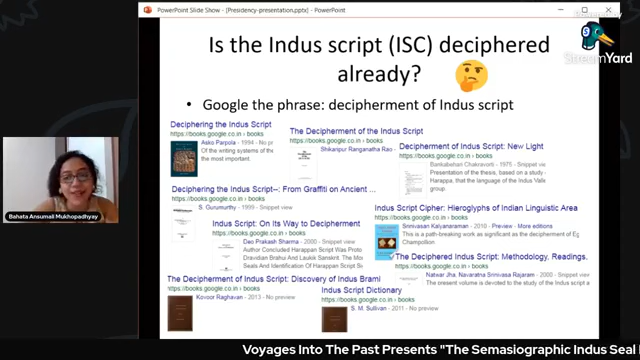 PowerPoint Slide Show - [Presidency-presentation.pptx] - PowerPoint
StreamYard
Is the Indus script (ISC) deciphered
already?
• Google the phrase: decipherment of Indus script
Deciphering the Indus Script
https://books.google.co.in › books
Asko Parpola - 1994 - No pr
Of the writing systems of the
the most important
The Decipherment of the Indus Script
https://books.google.co.in › books
Shikaripur Ranganatha Rao
Decipherment of Indus Script: New Light
https://books.google.co.in › books
Bankabehari Chakravorti - 1975 - Snippet vie
Presentation of the thesis, based on a study
Harappa, that the language of the Indus Valle
group.
Deciphering the Indus Script--: From Graffiti on Ancient ...
https://books.google.co.in › books
S. Gurumurthy - 1999 - Snippet view
Indus Script: On Its Way to Decipherment
https://books.google.co.in › books
Deo Prakash Sharma - 2000 - Snippet view
Author Concluded Harappan Script Was Proto
Dravidian Brahui And Laukik Sanskrit. The Mos
Seals And Identification Of Harappan Script Si
Indus Script Cipher: Hieroglyphs of Indian Linguistic Area
https://books.google.co.in › books
Srinivasan Kalyanaraman - 2010 - Preview - More editions
This is a path-breaking work as significant as the decipherment of Eg
Champollion
The Deciphered Indus Script: Methodology, Readings,
https://books.google.co.in › books
Natwar Jha, Navaratna Srinivasa Rajaram - 2000 - Snippet view
The present volume is devoted to the study of the Indus script a
The Decipherment of Indus Script: Discovery of Indus Brami
https://books.google.co.in › books
Kovoor Raghavan - 2013 - No preview
Indus Script Dictionary
https://books.google.co.in › books
S. M. Sullivan - 2011 - No preview
Bahata Ansumali Mukhopadhyay
Voyages Into The Past Presents "The Semasiographic Indus Seal